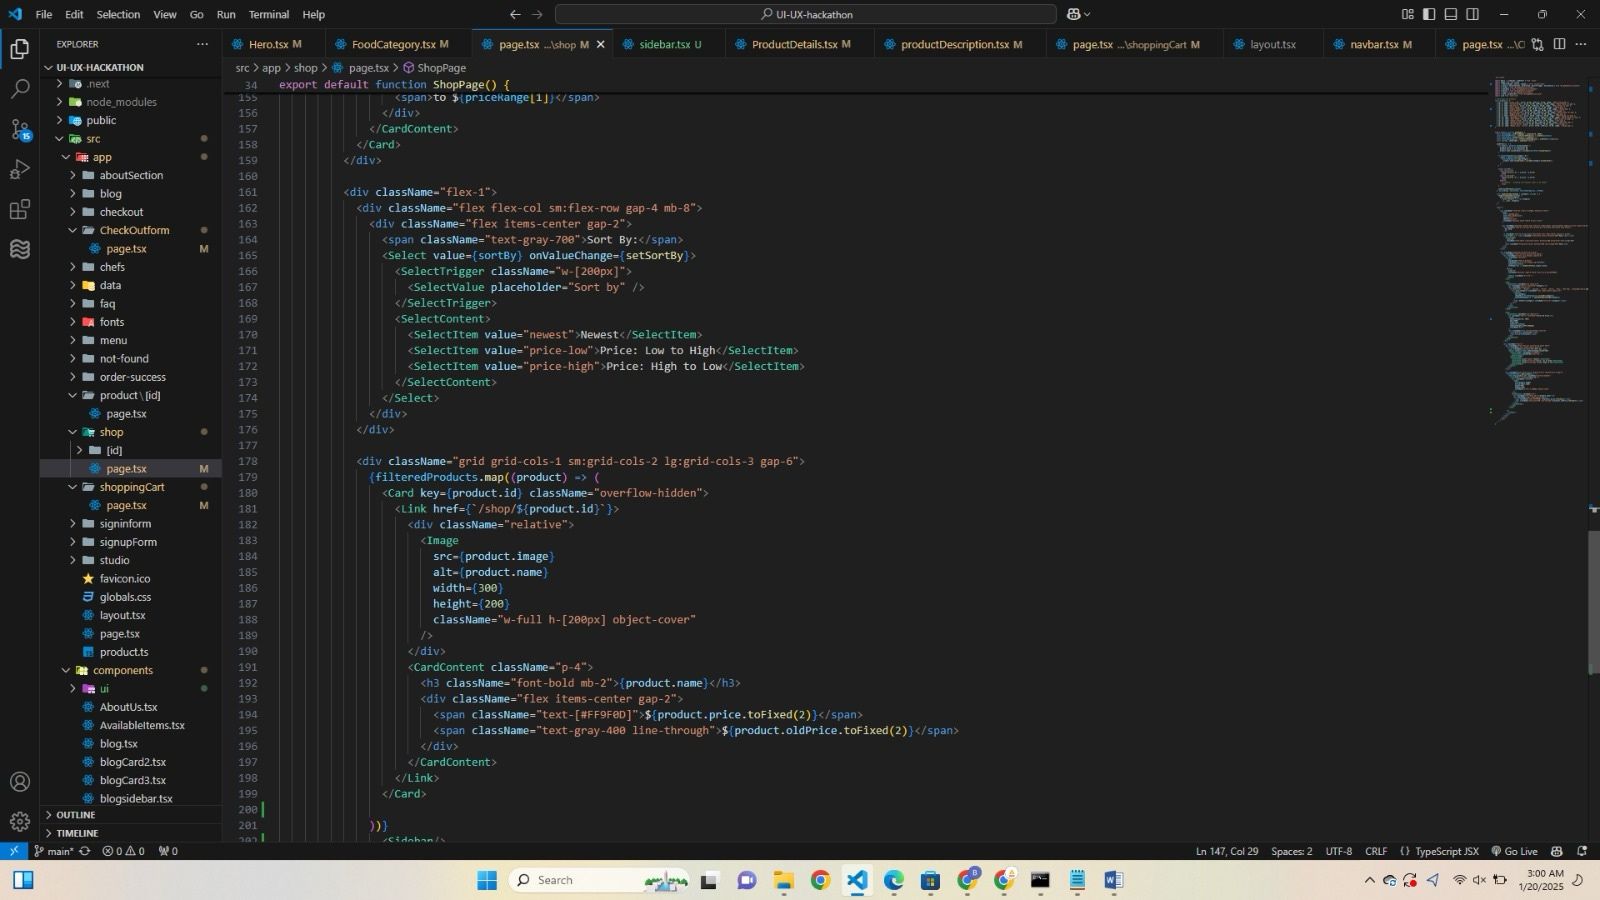 File Edit Selection View Go Run Terminal Help
UI-UX-hackathon
EXPLORER
Hero.tsx M
FoodCategory.tsx M
page.tsx ...\shop M
sidebar.tsx U
ProductDetails.tsx M
productDescription.tsx M
page.tsx ...\shoppingCart M
layout.tsx
navbar.tsx M
page.tsx ...\C
UI-UX-HACKATHON
.next
node_modules
public
src
app
aboutSection
blog
checkout
CheckOutform
page.tsx M
chefs
data
faq
fonts
menu
not-found
order-success
product\[id]
page.tsx
shop
[id]
page.tsx M
shoppingCart
page.tsx M
signinform
signupForm
studio
favicon.ico
globals.css
layout.tsx
page.tsx
product.ts
components
ui
AboutUs.tsx
AvailableItems.tsx
blog.tsx
blogCard2.tsx
blogCard3.tsx
blogsidebar.tsx
OUTLINE
TIMELINE
15
src > app > shop > page.tsx > ShopPage
34 export default function ShopPage() {
155 <span>to ${priceRange[1]}</span>
156 </div>
157 </CardContent>
158 </Card>
159 </div>
160
161 <div className="flex-1">
162 <div className="flex flex-col sm:flex-row gap-4 mb-8">
163 <div className="flex items-center gap-2">
164 <span className="text-gray-700">Sort By:</span>
165 <Select value={sortBy} onValueChange={setSortBy}>
166 <SelectTrigger className="w-[200px]">
167 <SelectValue placeholder="Sort by" />
168 </SelectTrigger>
169 <SelectContent>
170 <SelectItem value="newest">Newest</SelectItem>
171 <SelectItem value="price-low">Price: Low to High</SelectItem>
172 <SelectItem value="price-high">Price: High to Low</SelectItem>
173 </SelectContent>
174 </Select>
175 </div>
176 </div>
177
178 <div className="grid grid-cols-1 sm:grid-cols-2 lg:grid-cols-3 gap-6">
179 {filteredProducts.map((product) => (
180 <Card key={product.id} className="overflow-hidden">
181 <Link href={`/shop/${product.id}`}>
182 <div className="relative">
183 <Image
184 src={product.image}
185 alt={product.name}
186 width={300}
187 height={200}
188 className="w-full h-[200px] object-cover"
189 />
190 </div>
191 <CardContent className="p-4">
192 <h3 className="font-bold mb-2">{product.name}</h3>
193 <div className="flex items-center gap-2">
194 <span className="text-[#FF9F0D]">${product.price.toFixed(2)}</span>
195 <span className="text-gray-400 line-through">${product.oldPrice.toFixed(2)}</span>
196 </div>
197 </CardContent>
198 </Link>
199 </Card>
200
201 ))}
202 <Sidebar/>
main* 0 0 0
Ln 147, Col 29 Spaces: 2 UTF-8 CRLF {} TypeScript JSX Go Live
Search
3:00 AM
1/20/2025